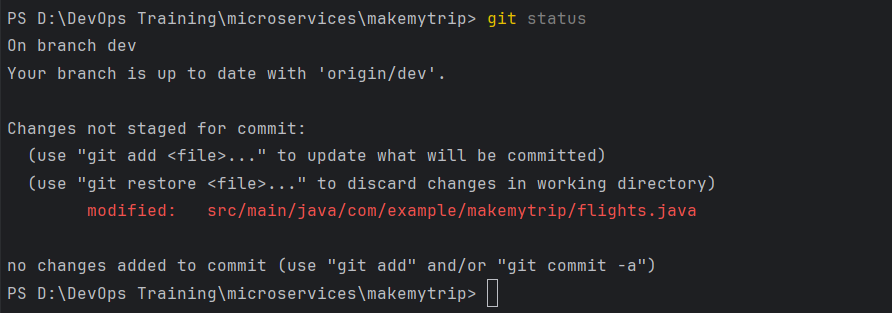 PS D:\DevOps Training\microservices\makemytrip> git status
On branch dev
Your branch is up to date with 'origin/dev'.
Changes not staged for commit:
  (use "git add <file>..." to update what will be committed)
  (use "git restore <file>..." to discard changes in working directory)
        modified:   src/main/java/com/example/makemytrip/flights.java
no changes added to commit (use "git add" and/or "git commit -a")
PS D:\DevOps Training\microservices\makemytrip>